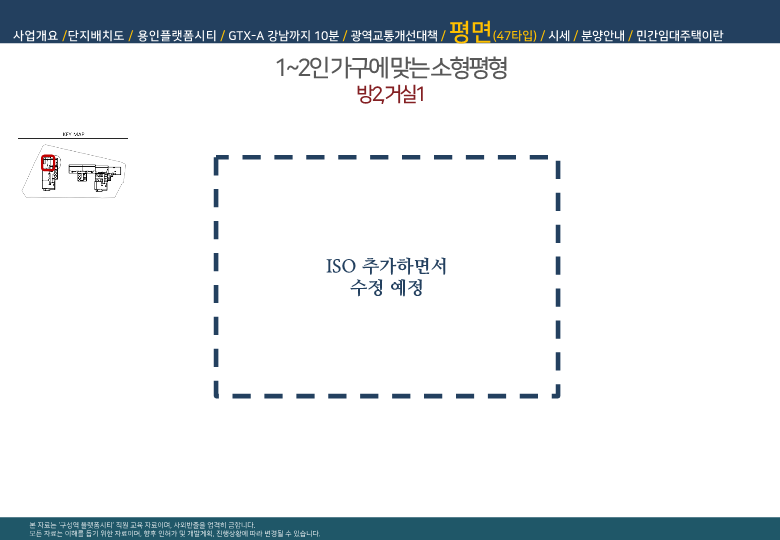 사업개요 /단지배치도 / 용인플랫폼시티 / GTX-A 강남까지 10분 / 광역교통개선대책 / 평면(47타입) / 시세 / 분양안내 / 민간임대주택이란
1~2인 가구에 맞는 소형평형
방2,거실1
KEY MAP
ISO 추가하면서
수정 예정
본 자료는 '구성역 플랫폼시티' 직원 교육 자료이며, 사외반출을 엄격히 금합니다.
모든 자료는 이해를 돕기 위한 자료이며, 향후 인허가 및 개발계획, 진행상황에 따라 변경될 수 있습니다.